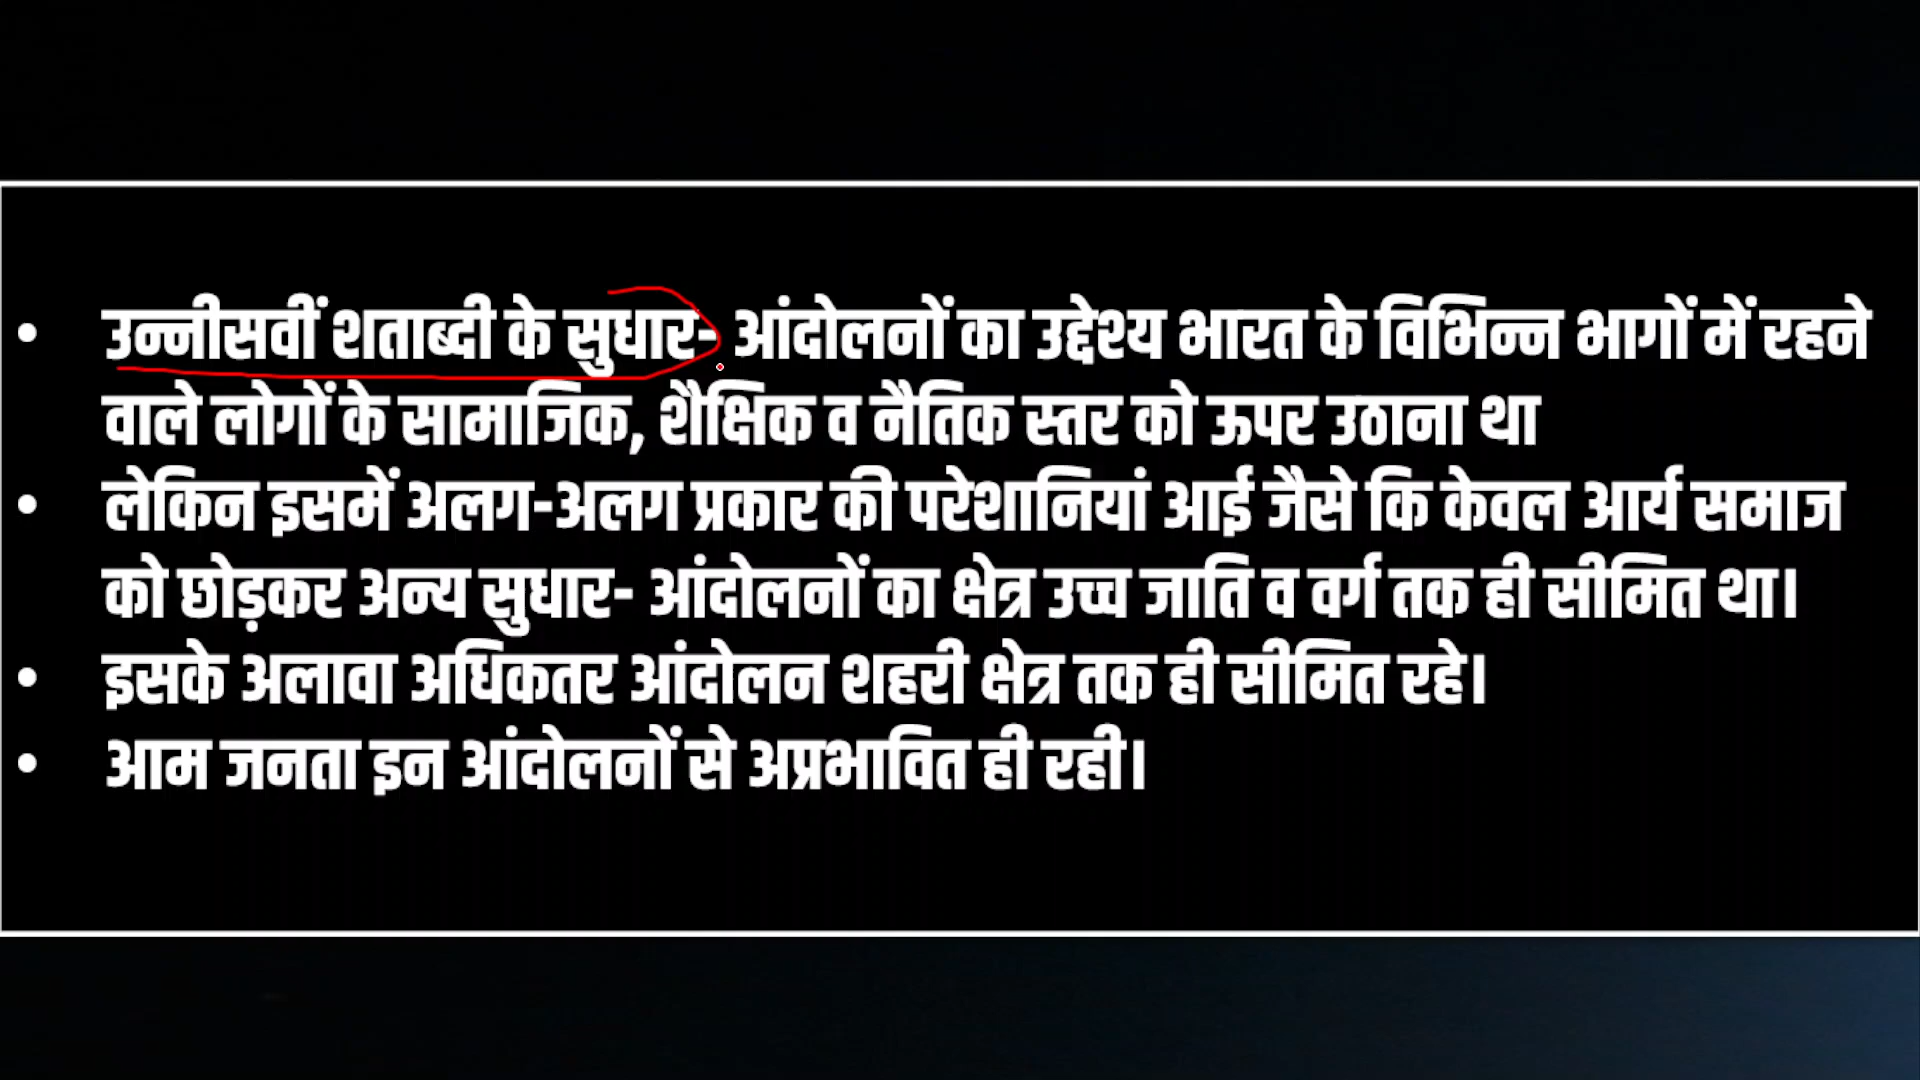 • उन्नीसवीं शताब्दी के सुधार- आंदोलनों का उद्देश्य भारत के विभिन्न भागों में रहने
वाले लोगों के सामाजिक, शैक्षिक व नैतिक स्तर को ऊपर उठाना था
• लेकिन इसमें अलग-अलग प्रकार की परेशानियां आई जैसे कि केवल आर्य समाज
को छोड़कर अन्य सुधार- आंदोलनों का क्षेत्र उच्च जाति व वर्ग तक ही सीमित था।
• इसके अलावा अधिकतर आंदोलन शहरी क्षेत्र तक ही सीमित रहे।
• आम जनता इन आंदोलनों से अप्रभावित ही रही।